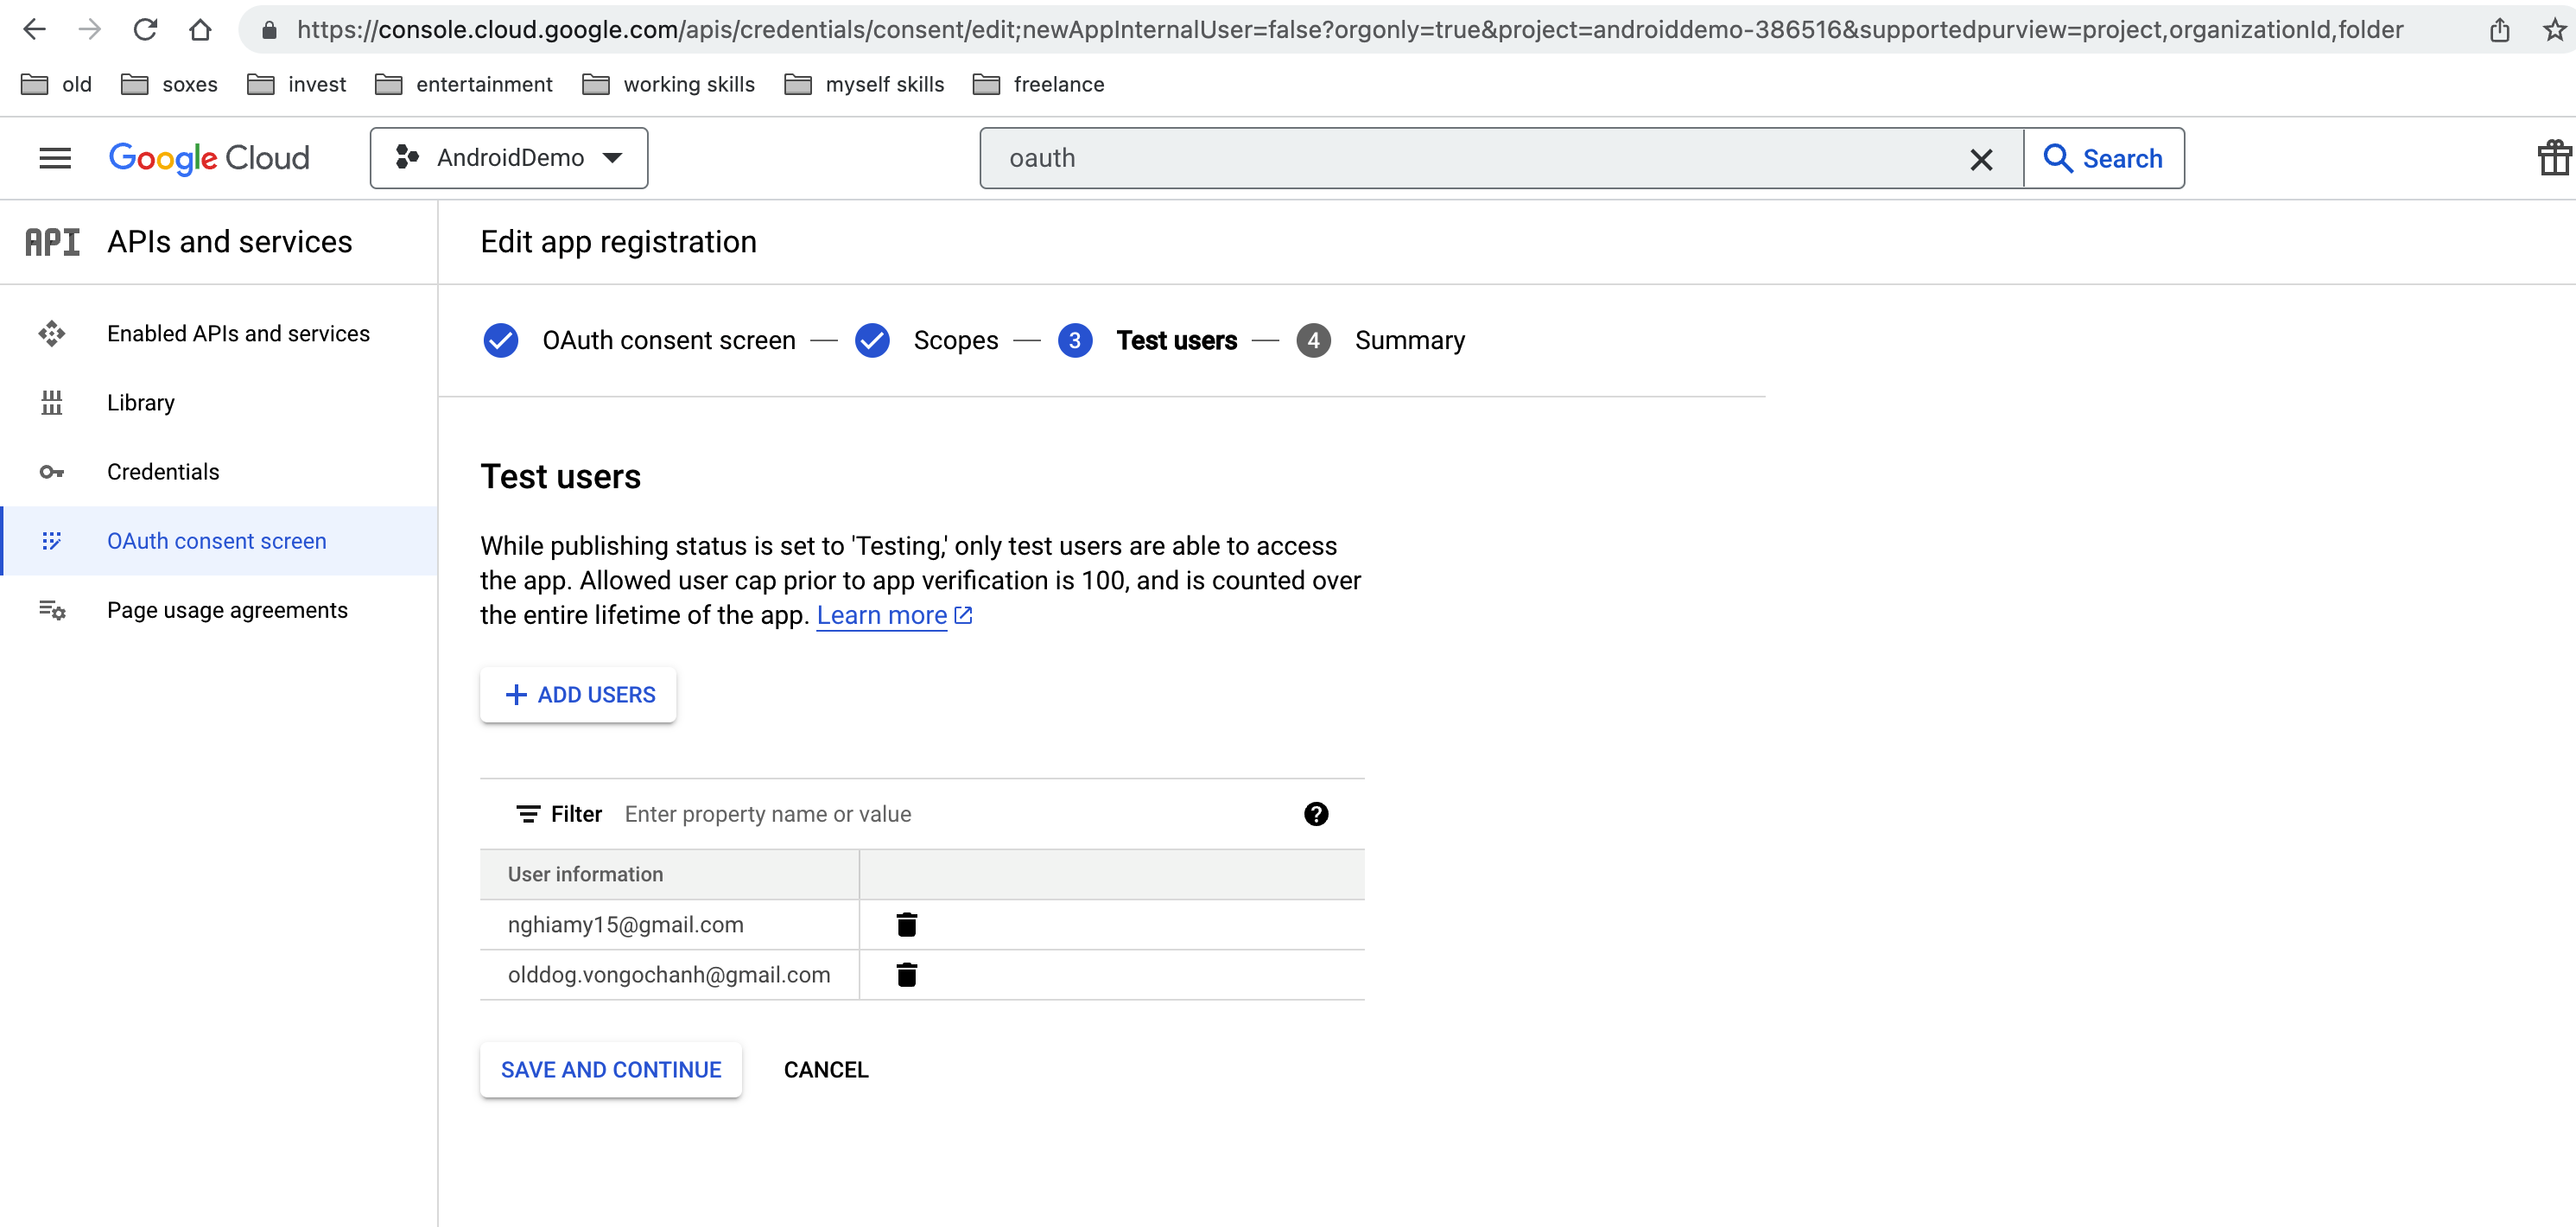 https://console.cloud.google.com/apis/credentials/consent/edit;newAppInternalUser=false?orgonly=true&project=androiddemo-386516&supportedpurview=project,organizationId,folder
old soxes invest entertainment working skills myself skills freelance
Google Cloud AndroidDemo oauth Search
API APIs and services
Edit app registration
Enabled APIs and services
Library
Credentials
OAuth consent screen
Page usage agreements
OAuth consent screen — Scopes — 3 Test users — 4 Summary
Test users
While publishing status is set to 'Testing,' only test users are able to access
the app. Allowed user cap prior to app verification is 100, and is counted over
the entire lifetime of the app. Learn more
+ ADD USERS
Filter Enter property name or value ?
User information
nghiamy15@gmail.com
olddog.vongochanh@gmail.com
SAVE AND CONTINUE CANCEL